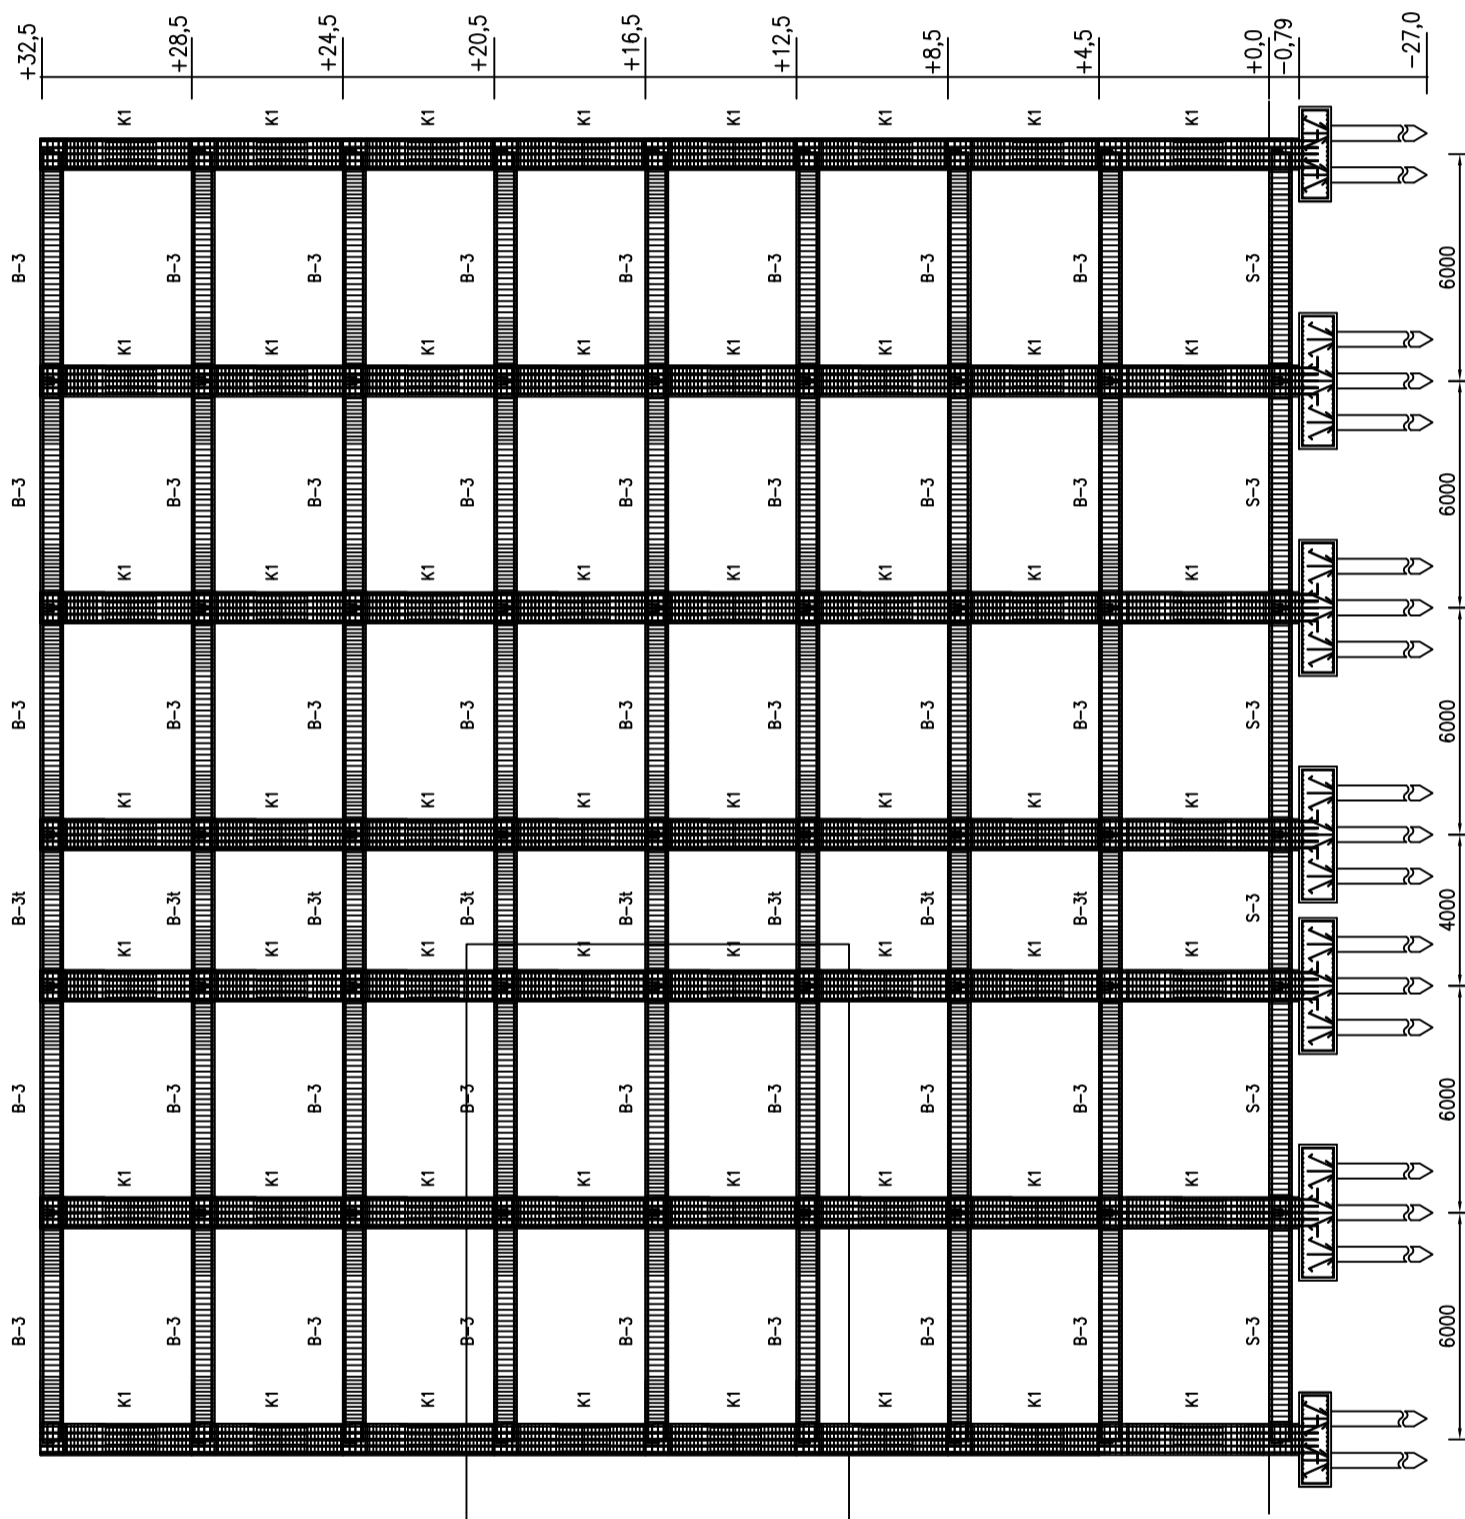 B-3 B-3 B-3t B-3 B-3 B-3 +32,5
K1 K1 K1 K1 K1 K1 K1
B-3 B-3 B-3t B-3 B-3 B-3 +28,5
K1 K1 K1 K1 K1 K1 K1
B-3 B-3 B-3t B-3 B-3 B-3 +24,5
K1 K1 K1 K1 K1 K1 K1
B-3 B-3 B-3t B-3 B-3 B-3 +20,5
K1 K1 K1 K1 K1 K1 K1
B-3 B-3 B-3t B-3 B-3 B-3 +16,5
K1 K1 K1 K1 K1 K1 K1
B-3 B-3 B-3t B-3 B-3 B-3 +12,5
K1 K1 K1 K1 K1 K1 K1
B-3 B-3 B-3t B-3 B-3 B-3 +8,5
K1 K1 K1 K1 K1 K1 K1
B-3 B-3 B-3t B-3 B-3 B-3 +4,5
K1 K1 K1 K1 K1 K1 K1
S-3 S-3 S-3 S-3 S-3 S-3 +0,0
-0,79
-27,0
6000 6000 4000 6000 6000 6000